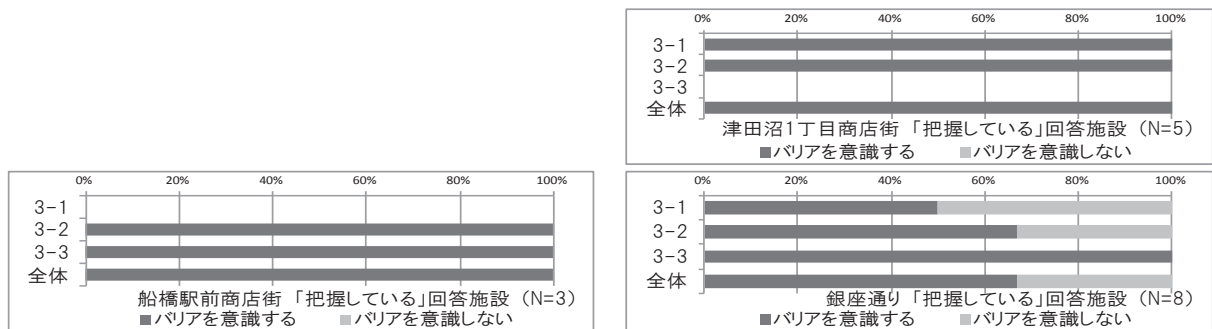 0% 20% 40% 60% 80% 100%
3-1
3-2
3-3
全体
津田沼1丁目商店街 「把握している」回答施設 (N=5)
■バリアを意識する ■バリアを意識しない
0% 20% 40% 60% 80% 100%
3-1
3-2
3-3
全体
船橋駅前商店街 「把握している」回答施設 (N=3)
■バリアを意識する ■バリアを意識しない
0% 20% 40% 60% 80% 100%
3-1
3-2
3-3
全体
銀座通り 「把握している」回答施設 (N=8)
■バリアを意識する ■バリアを意識しない